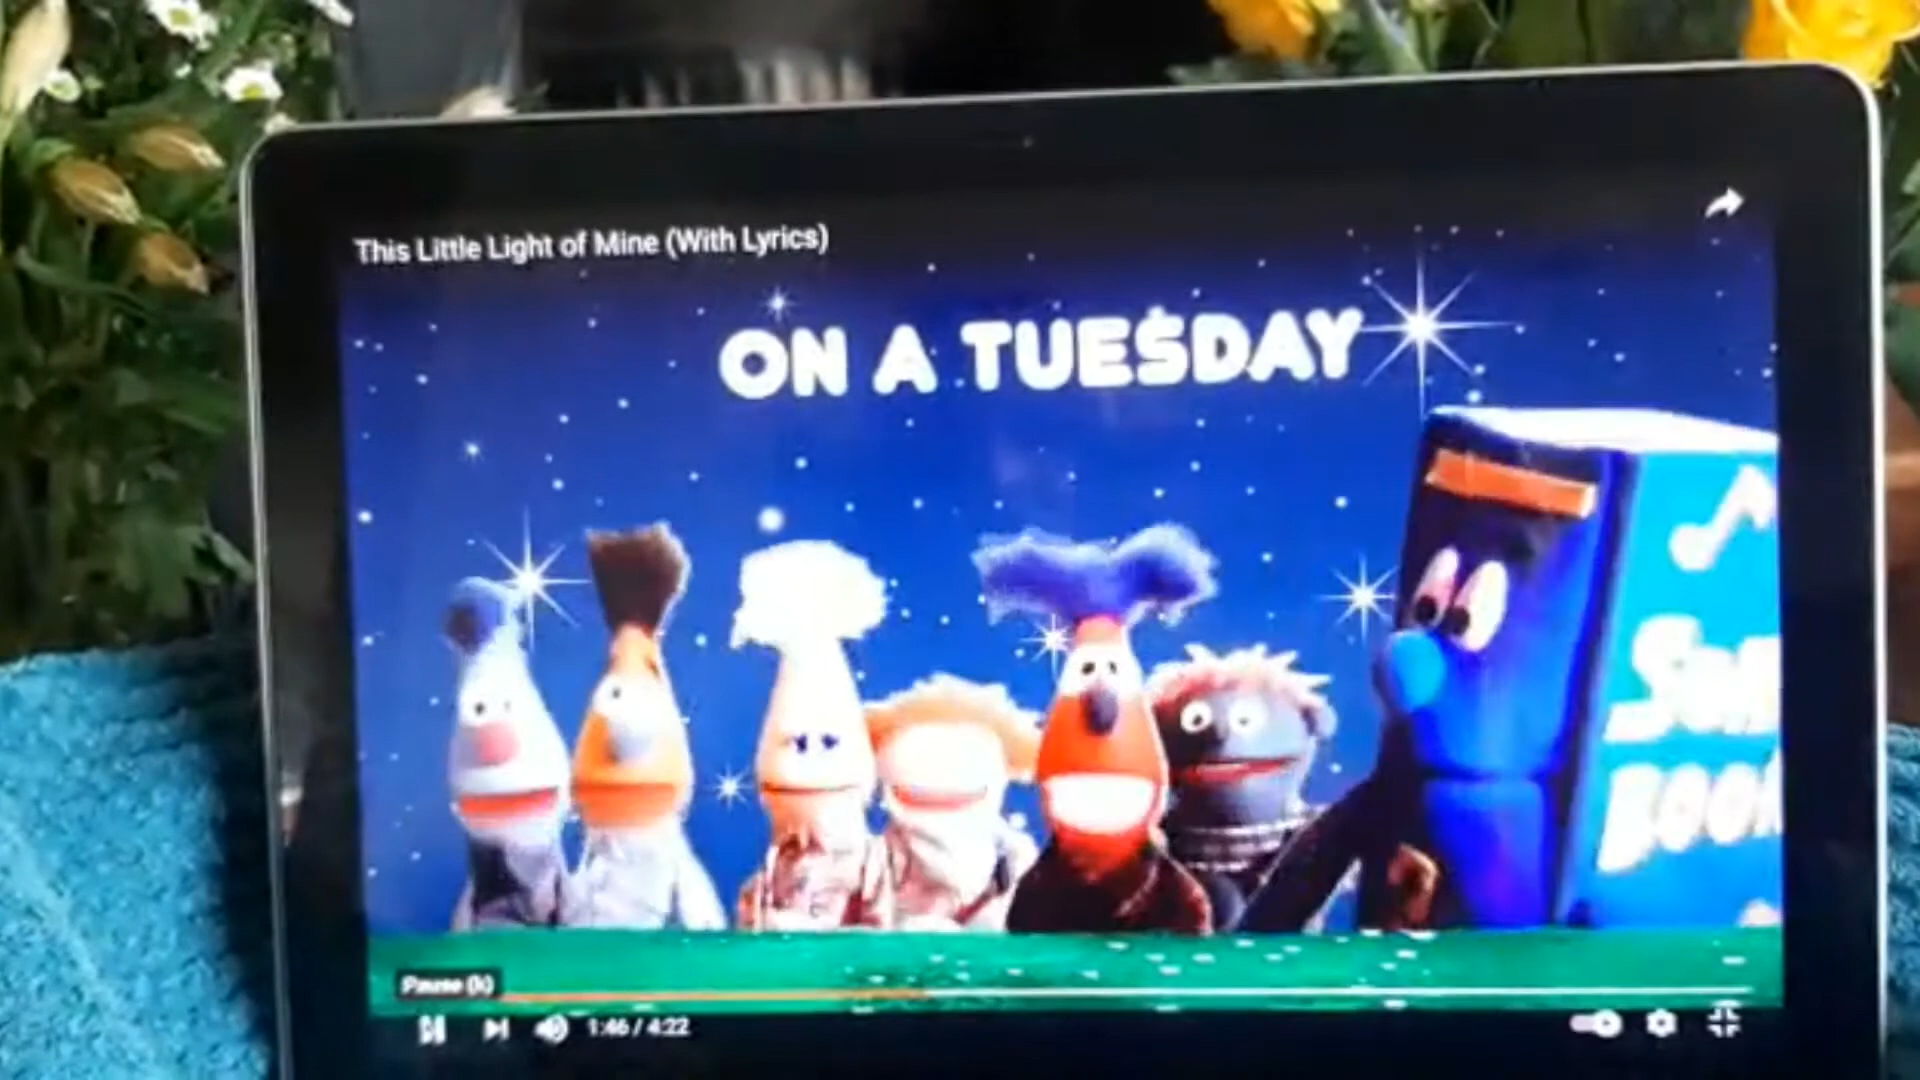 This Little Light of Mine (With Lyrics)
ON A TUESDAY
Pause (k)
1:46 / 4:22